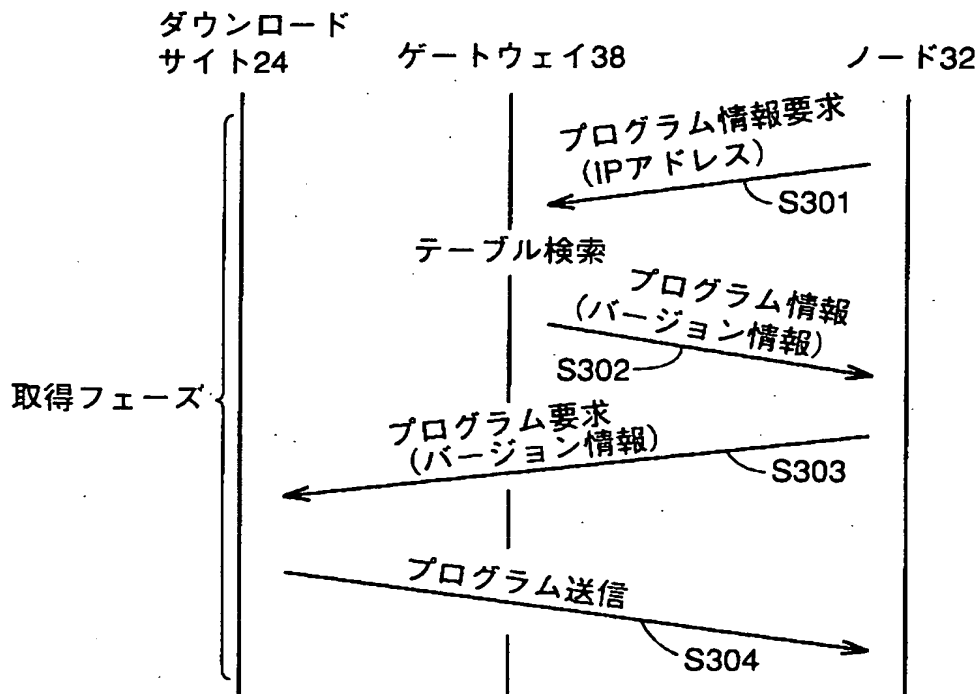 ダウンロード
サイト24
ゲートウェイ38
ノード32
プログラム情報要求
(IPアドレス)
S301
テーブル検索
プログラム情報
(バージョン情報)
S302
取得フェーズ
プログラム要求
(バージョン情報)
S303
プログラム送信
S304